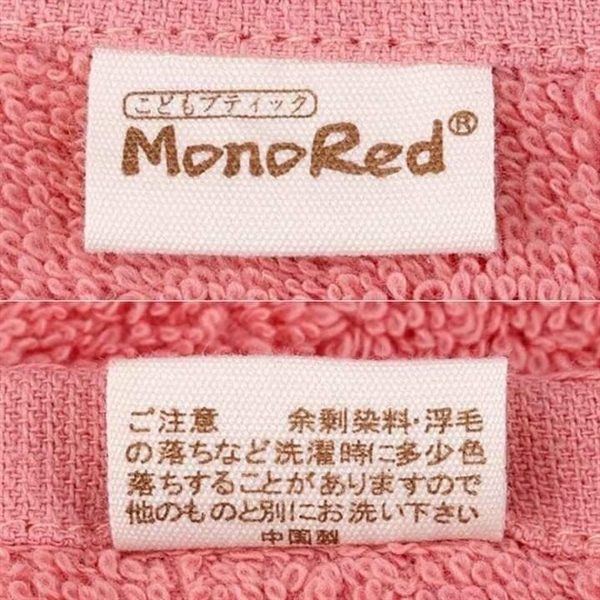 こどもブティック
MonoRed®
ご注意　余剰染料・浮毛
の落ちなど洗濯時に多少色
落ちすることがありますので
他のものと別にお洗い下さい
中国製